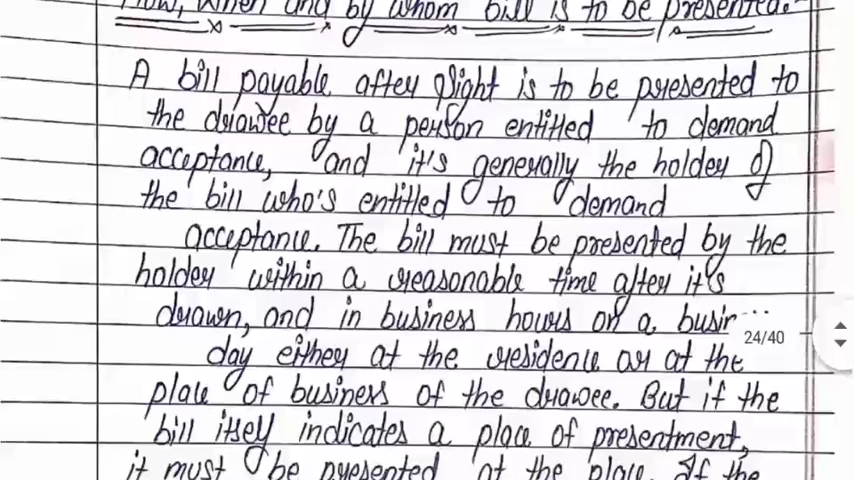 How, when and by whom bill is to be presented.
A bill payable after sight is to be presented to
the drawee by a person entitled to demand
acceptance, and it's generally the holder of
the bill who's entitled to demand
acceptance. The bill must be presented by the
holder within a reasonable time after it's
drawn, and in business hours on a busin
24/40
day either at the residence or at the
place of business of the drawee. But if the
bill itself indicates a place of presentment,
it must be presented at the place. If the